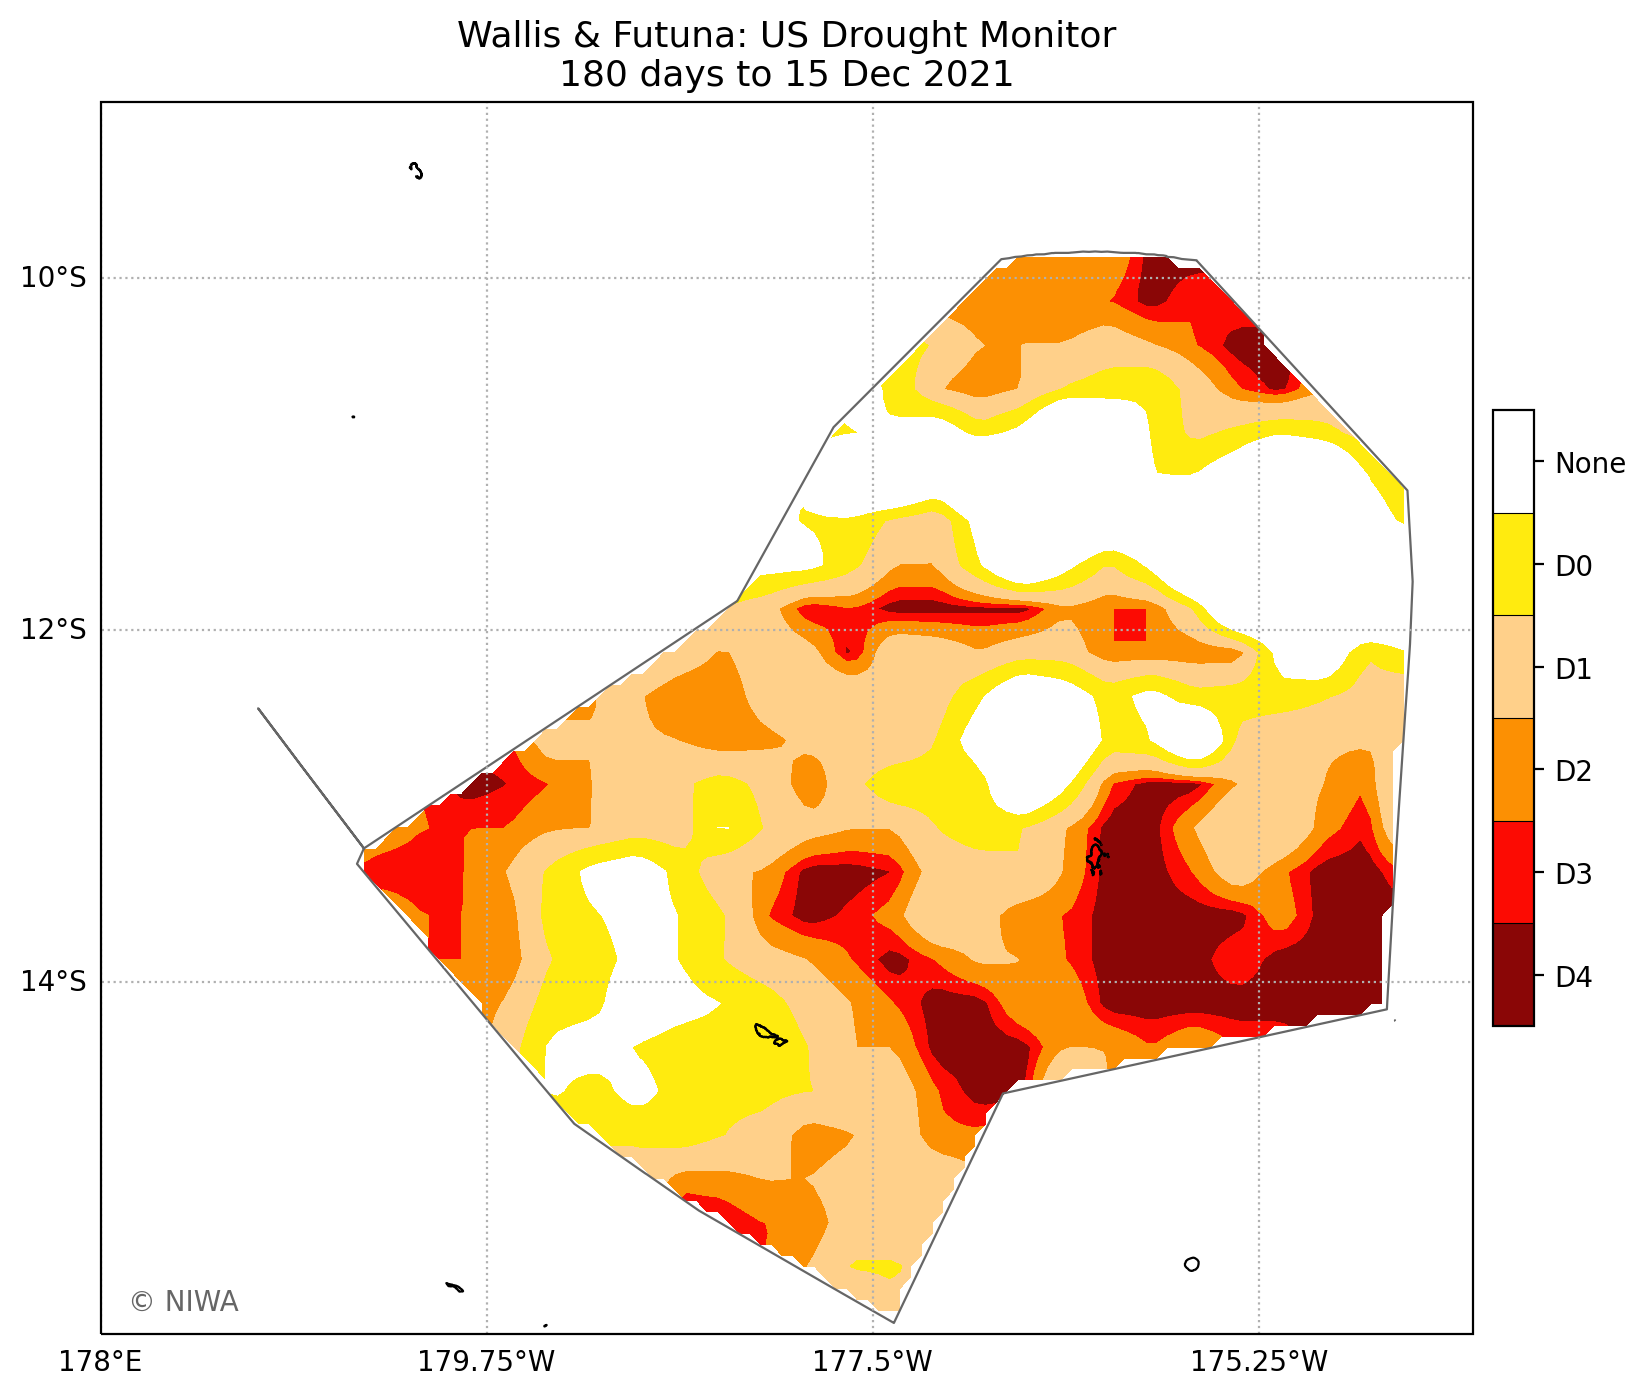 Wallis & Futuna: US Drought Monitor
180 days to 15 Dec 2021
10°S
12°S
14°S
178°E
179.75°W
177.5°W
175.25°W
None
D0
D1
D2
D3
D4
© NIWA